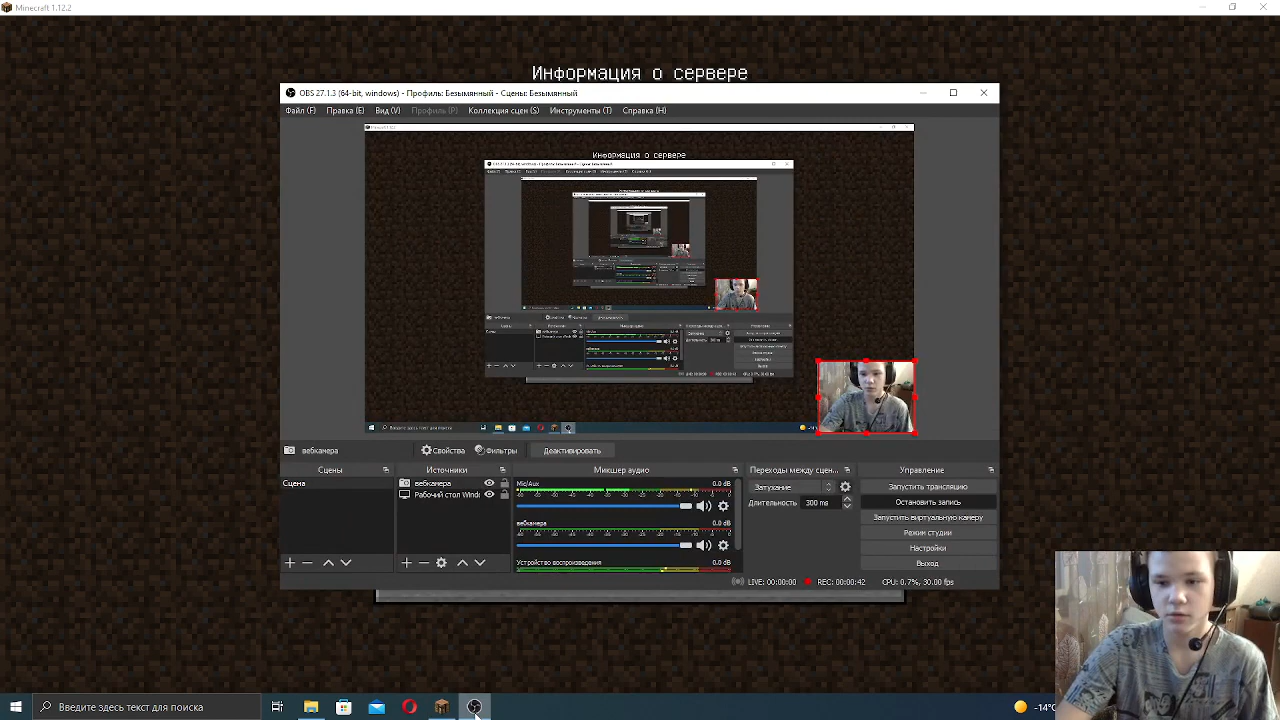 Minecraft 1.12.2
Информация о сервере
OBS 27.1.3 (64-bit, windows) - Профиль: Безымянный - Сцены: Безымянный
Файл (F) Правка (E) Вид (V) Профиль (P) Коллекция сцен (S) Инструменты (T) Справка (H)
Информация о сервере
вебкамера Свойства Фильтры Деактивировать
Сцены Источники Микшер аудио Переходы между сцен... Управление
Сцена
вебкамера
Рабочий стол Windo
Mic/Aux 0.0 dB
вебкамера 0.0 dB
Устройство воспроизведения 0.0 dB
Затухание
Длительность 300 ms
Запустить трансляцию
Остановить запись
Запустить виртуальную камеру
Режим студии
Настройки
Выход
LIVE: 00:00:00 REC: 00:00:42 CPU: 0.7%, 30.00 fps
Введите здесь текст для поиска
-14°C